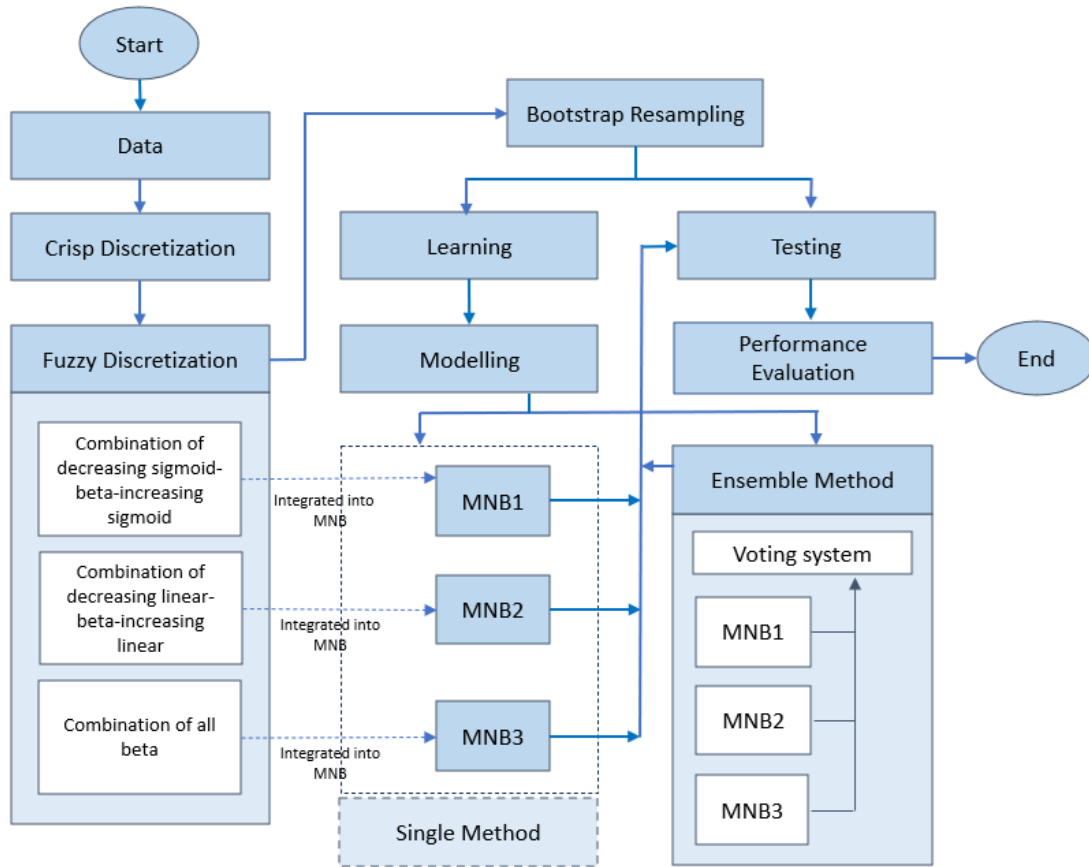 Start
Data
Crisp Discretization
Fuzzy Discretization
Combination of
decreasing sigmoid-
beta-increasing
sigmoid
Combination of
decreasing linear-
beta-increasing
linear
Combination of all
beta
Integrated into
MNB
Integrated into
MNB
Integrated into
MNB
Bootstrap Resampling
Learning
Testing
Modelling
Performance
Evaluation
End
MNB1
MNB2
MNB3
Single Method
Ensemble Method
Voting system
MNB1
MNB2
MNB3